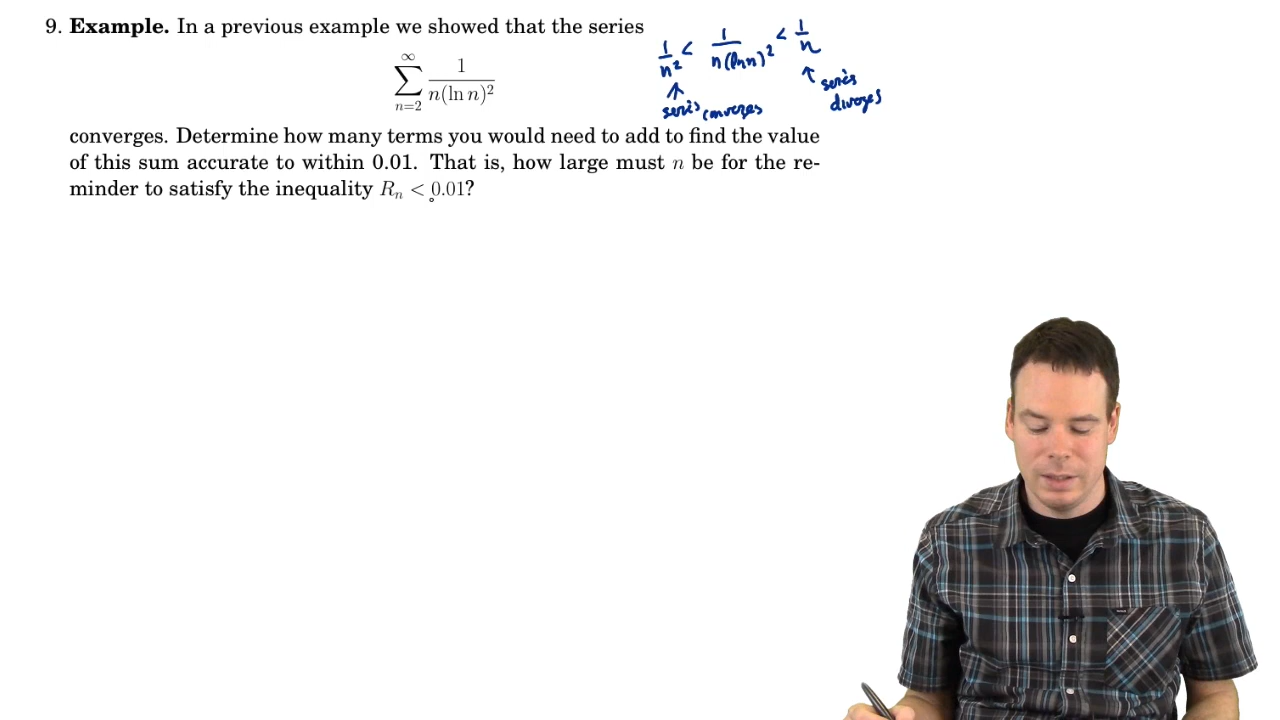 9. Example. In a previous example we showed that the series
∞
∑ 1/(n(ln n)²)
n=2
1/n² < 1/(n(ln n)²) < 1/n
↑ series converges
↑ series diverges
converges. Determine how many terms you would need to add to find the value
of this sum accurate to within 0.01. That is, how large must n be for the re-
minder to satisfy the inequality Rₙ < 0.01?